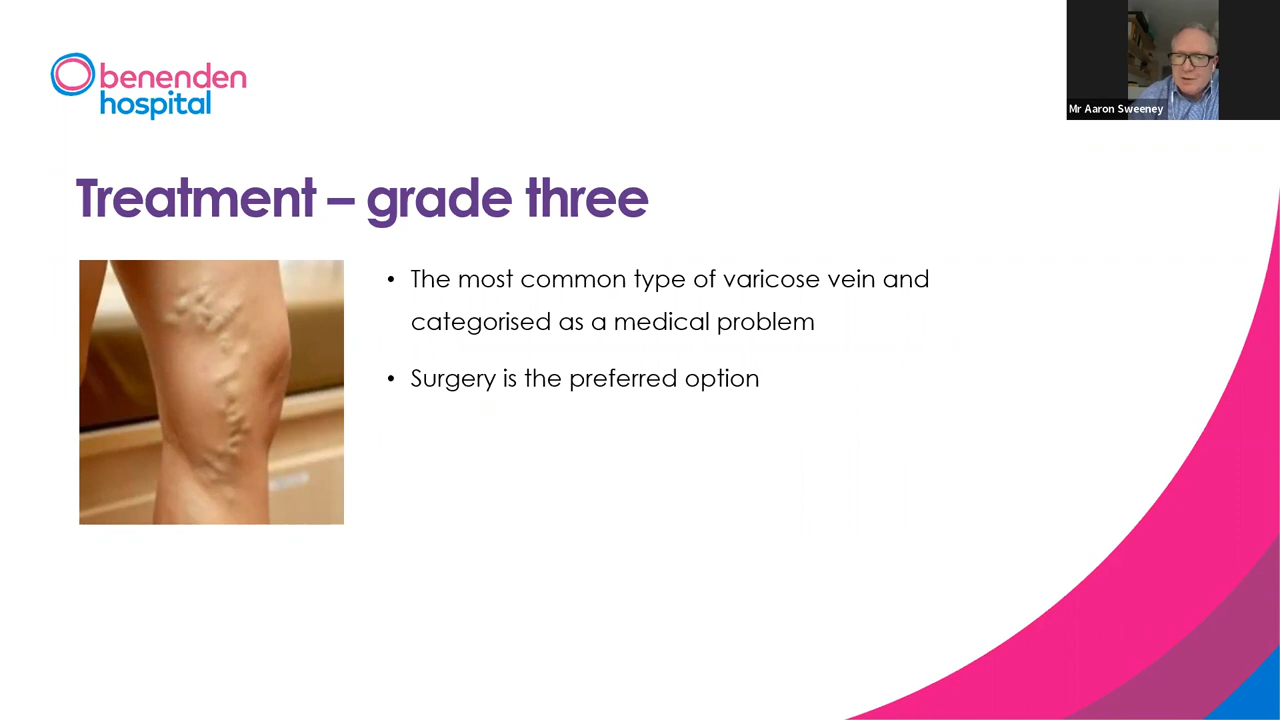 benenden
hospital
Mr Aaron Sweeney
Treatment – grade three
• The most common type of varicose vein and
categorised as a medical problem
• Surgery is the preferred option